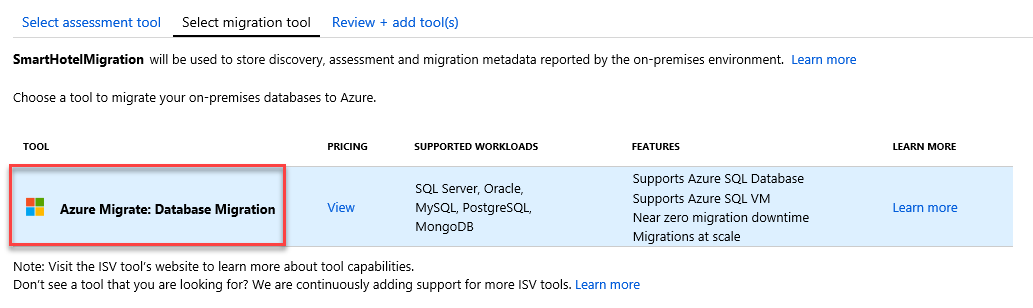 Select assessment tool Select migration tool Review + add tool(s)
SmartHotelMigration will be used to store discovery, assessment and migration metadata reported by the on-premises environment. Learn more
Choose a tool to migrate your on-premises databases to Azure.
TOOL PRICING SUPPORTED WORKLOADS FEATURES LEARN MORE
Azure Migrate: Database Migration
View
SQL Server, Oracle,
MySQL, PostgreSQL,
MongoDB
Supports Azure SQL Database
Supports Azure SQL VM
Near zero migration downtime
Migrations at scale
Learn more
Note: Visit the ISV tool's website to learn more about tool capabilities.
Don't see a tool that you are looking for? We are continuously adding support for more ISV tools. Learn more